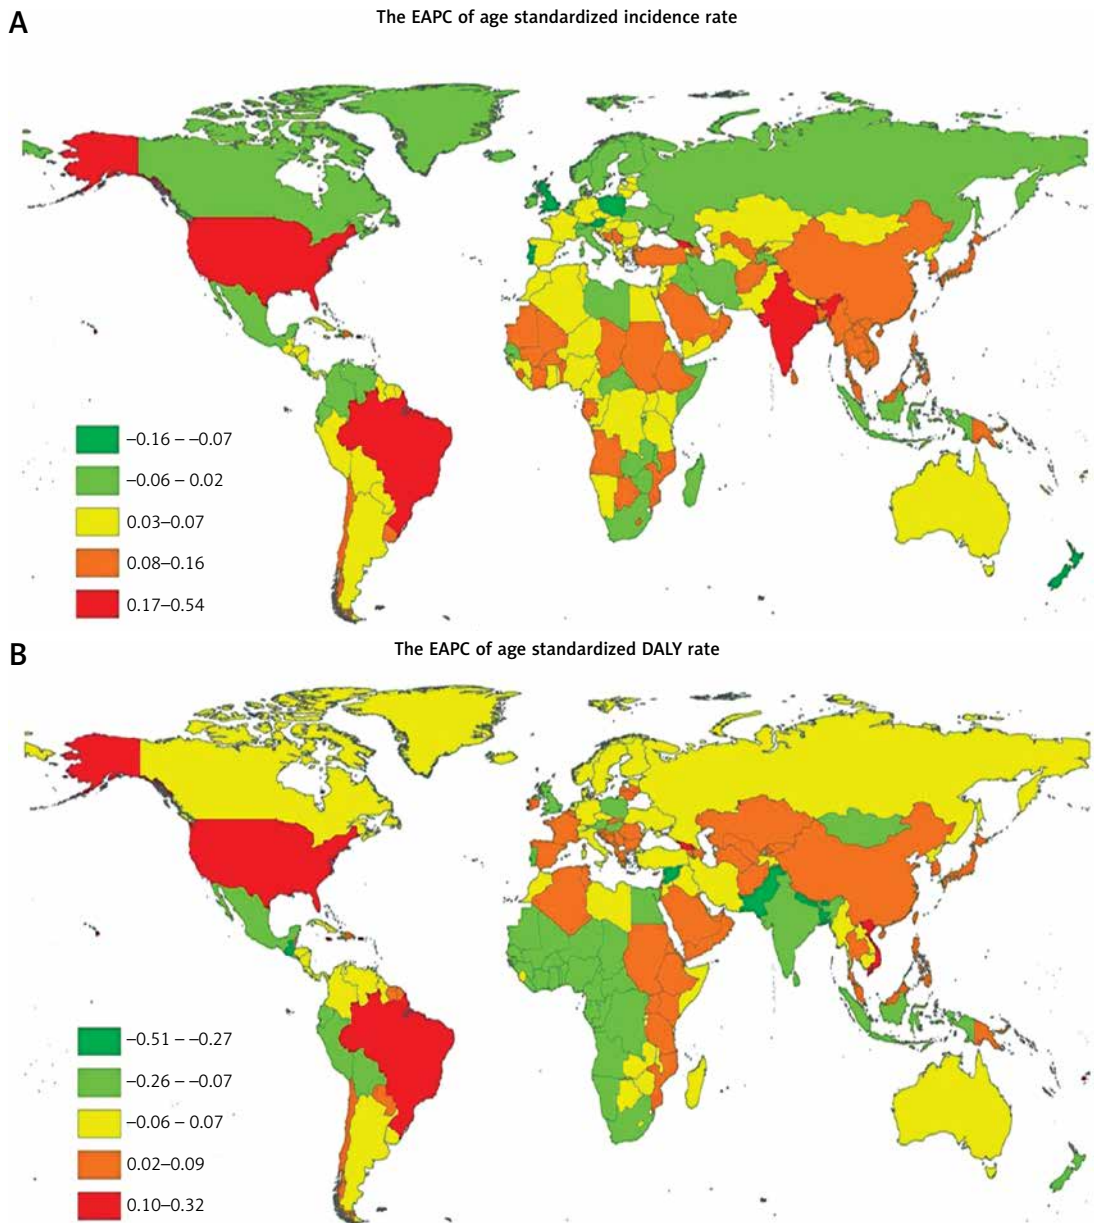 A
The EAPC of age standardized incidence rate
–0.16 – –0.07
–0.06 – 0.02
0.03–0.07
0.08–0.16
0.17–0.54
B
The EAPC of age standardized DALY rate
–0.51 – –0.27
–0.26 – –0.07
–0.06 – 0.07
0.02–0.09
0.10–0.32